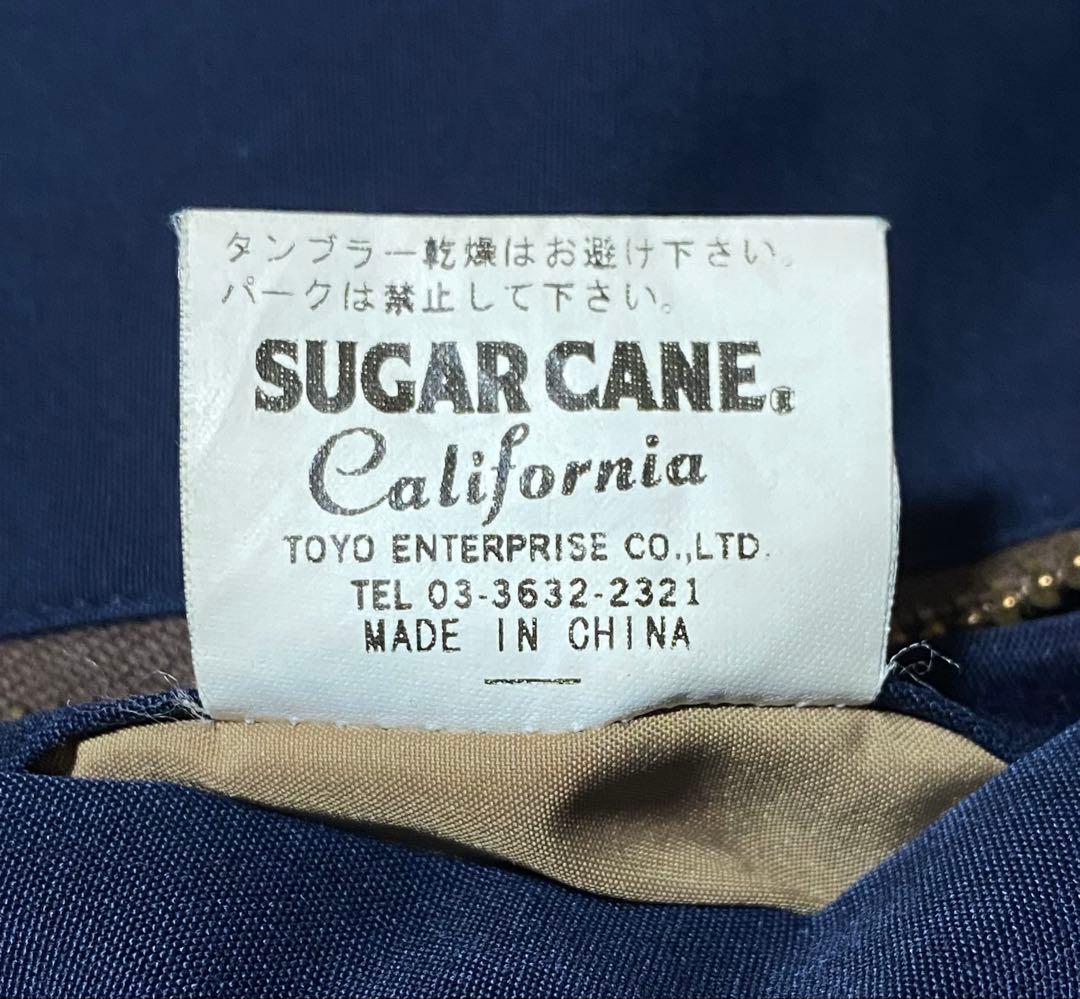 タンブラー乾燥はお避け下さい。
パークは禁止して下さい。
SUGAR CANE®
California
TOYO ENTERPRISE CO.,LTD.
TEL 03-3632-2321
MADE IN CHINA